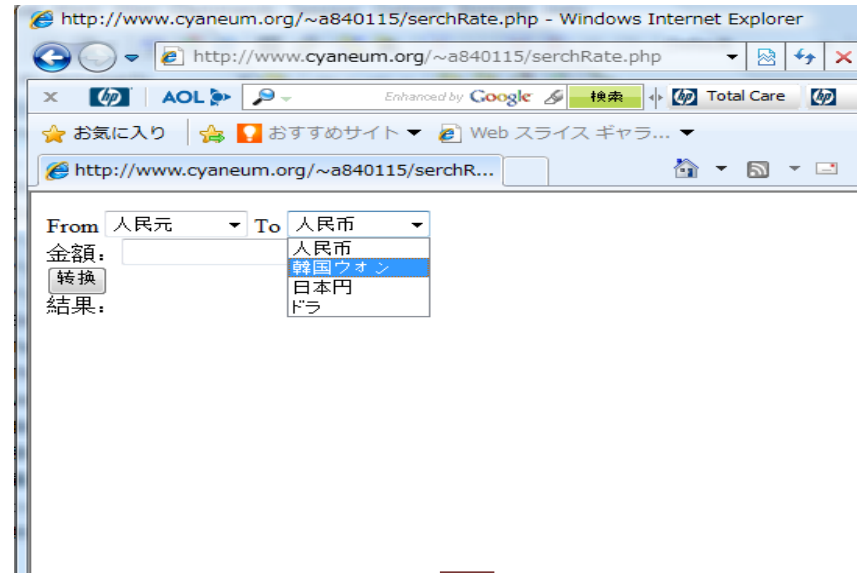 http://www.cyaneum.org/~a840115/serchRate.php - Windows Internet Explorer
http://www.cyaneum.org/~a840115/serchRate.php
x hp AOL Enhanced by Google 検索 hp Total Care hp
お気に入り おすすめサイト ▼ Web スライス ギャラ... ▼
http://www.cyaneum.org/~a840115/serchR...
From 人民元 To 人民币
金額：
人民币
韓国ウオン
转换
日本円
結果：
ドラ